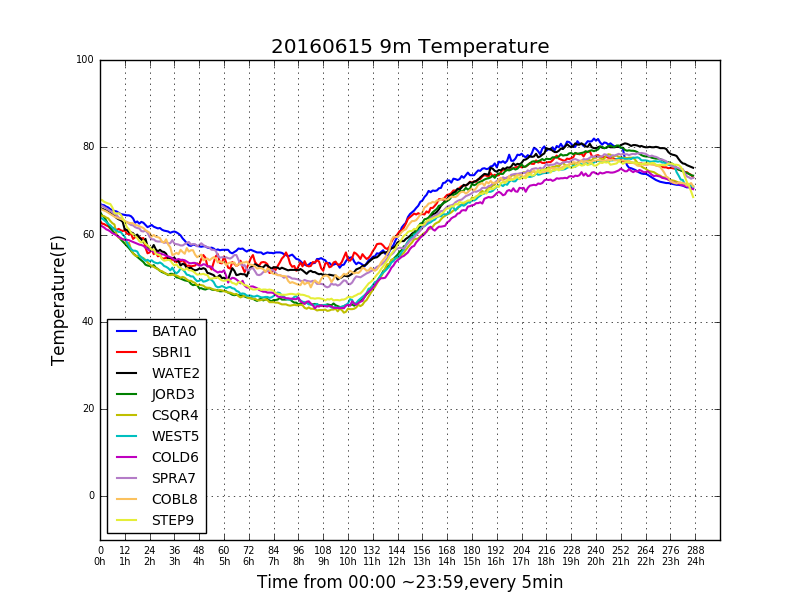 20160615 9m Temperature
Temperature(F)
100
80
60
40
20
0
BATA0
SBRI1
WATE2
JORD3
CSQR4
WEST5
COLD6
SPRA7
COBL8
STEP9
0 12 24 36 48 60 72 84 96 108 120 132 144 156 168 180 192 204 216 228 240 252 264 276 288
0h 1h 2h 3h 4h 5h 6h 7h 8h 9h 10h 11h 12h 13h 14h 15h 16h 17h 18h 19h 20h 21h 22h 23h 24h
Time from 00:00 ~23:59,every 5min